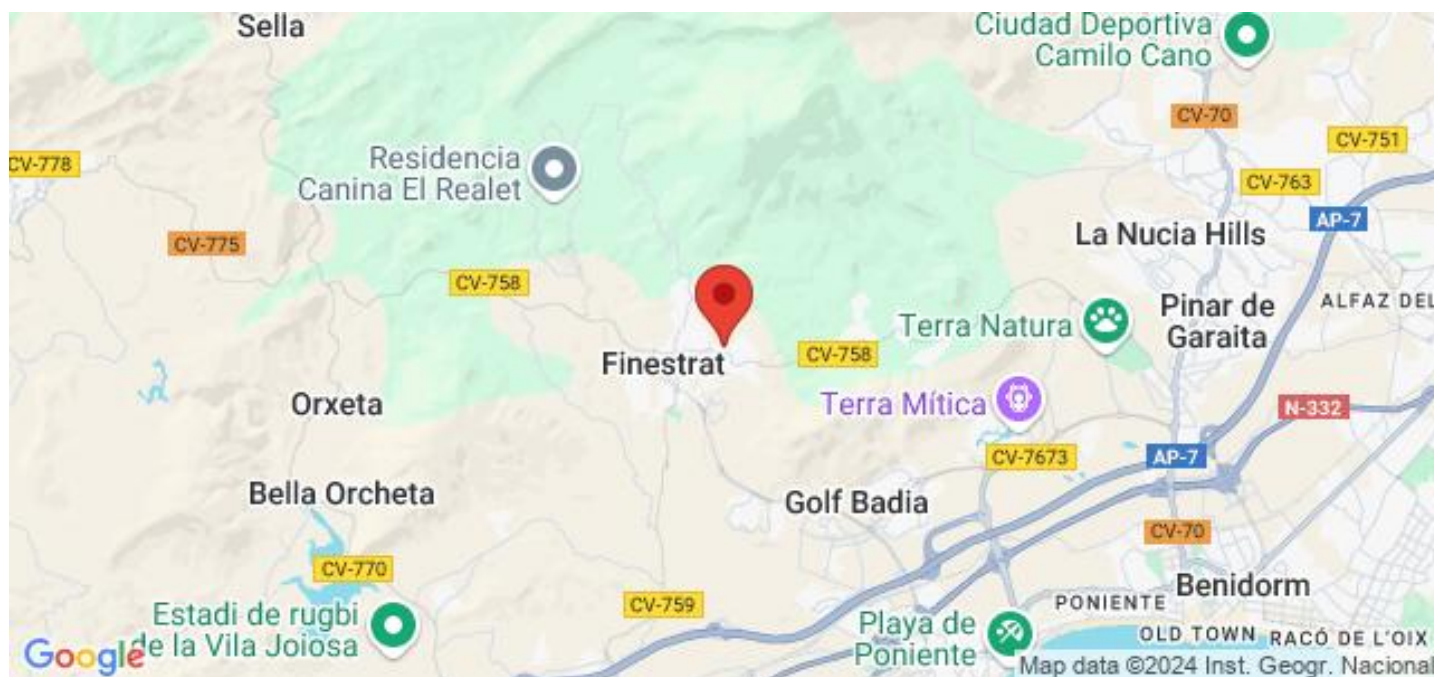 Sella
Ciudad Deportiva
Camilo Cano
CV-70
CV-751
CV-778
Residencia
Canina El Realet
CV-763
AP-7
La Nucia Hills
CV-775
CV-758
Terra Natura
Pinar de
Garaita
ALFAZ DEL
Finestrat
CV-758
Orxeta
Terra Mítica
N-332
CV-7673
AP-7
Bella Orcheta
Golf Badia
CV-70
CV-770
Benidorm
CV-759
PONIENTE
Estadi de rugbi
de la Vila Joiosa
Playa de
Poniente
OLD TOWN
RACÓ DE L'OIX
Google
Map data ©2024 Inst. Geogr. Nacional